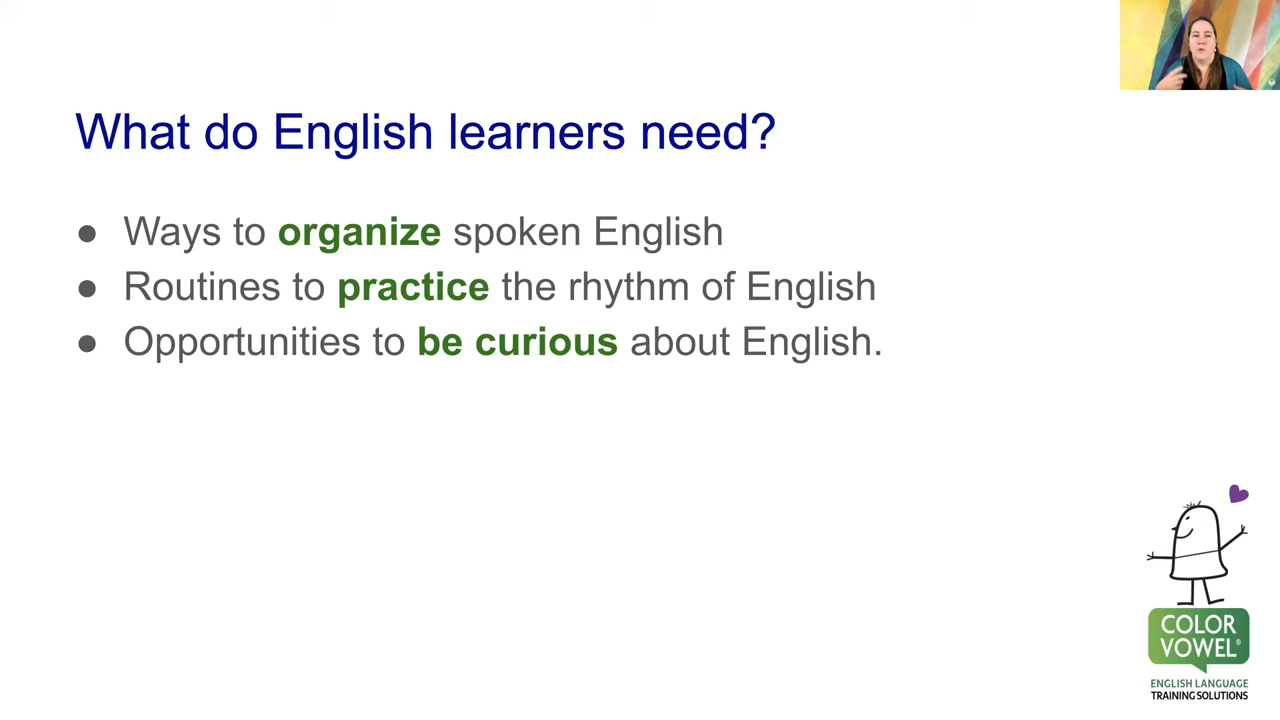 What do English learners need?
● Ways to organize spoken English
● Routines to practice the rhythm of English
● Opportunities to be curious about English.
COLOR
VOWEL®
ENGLISH LANGUAGE
TRAINING SOLUTIONS